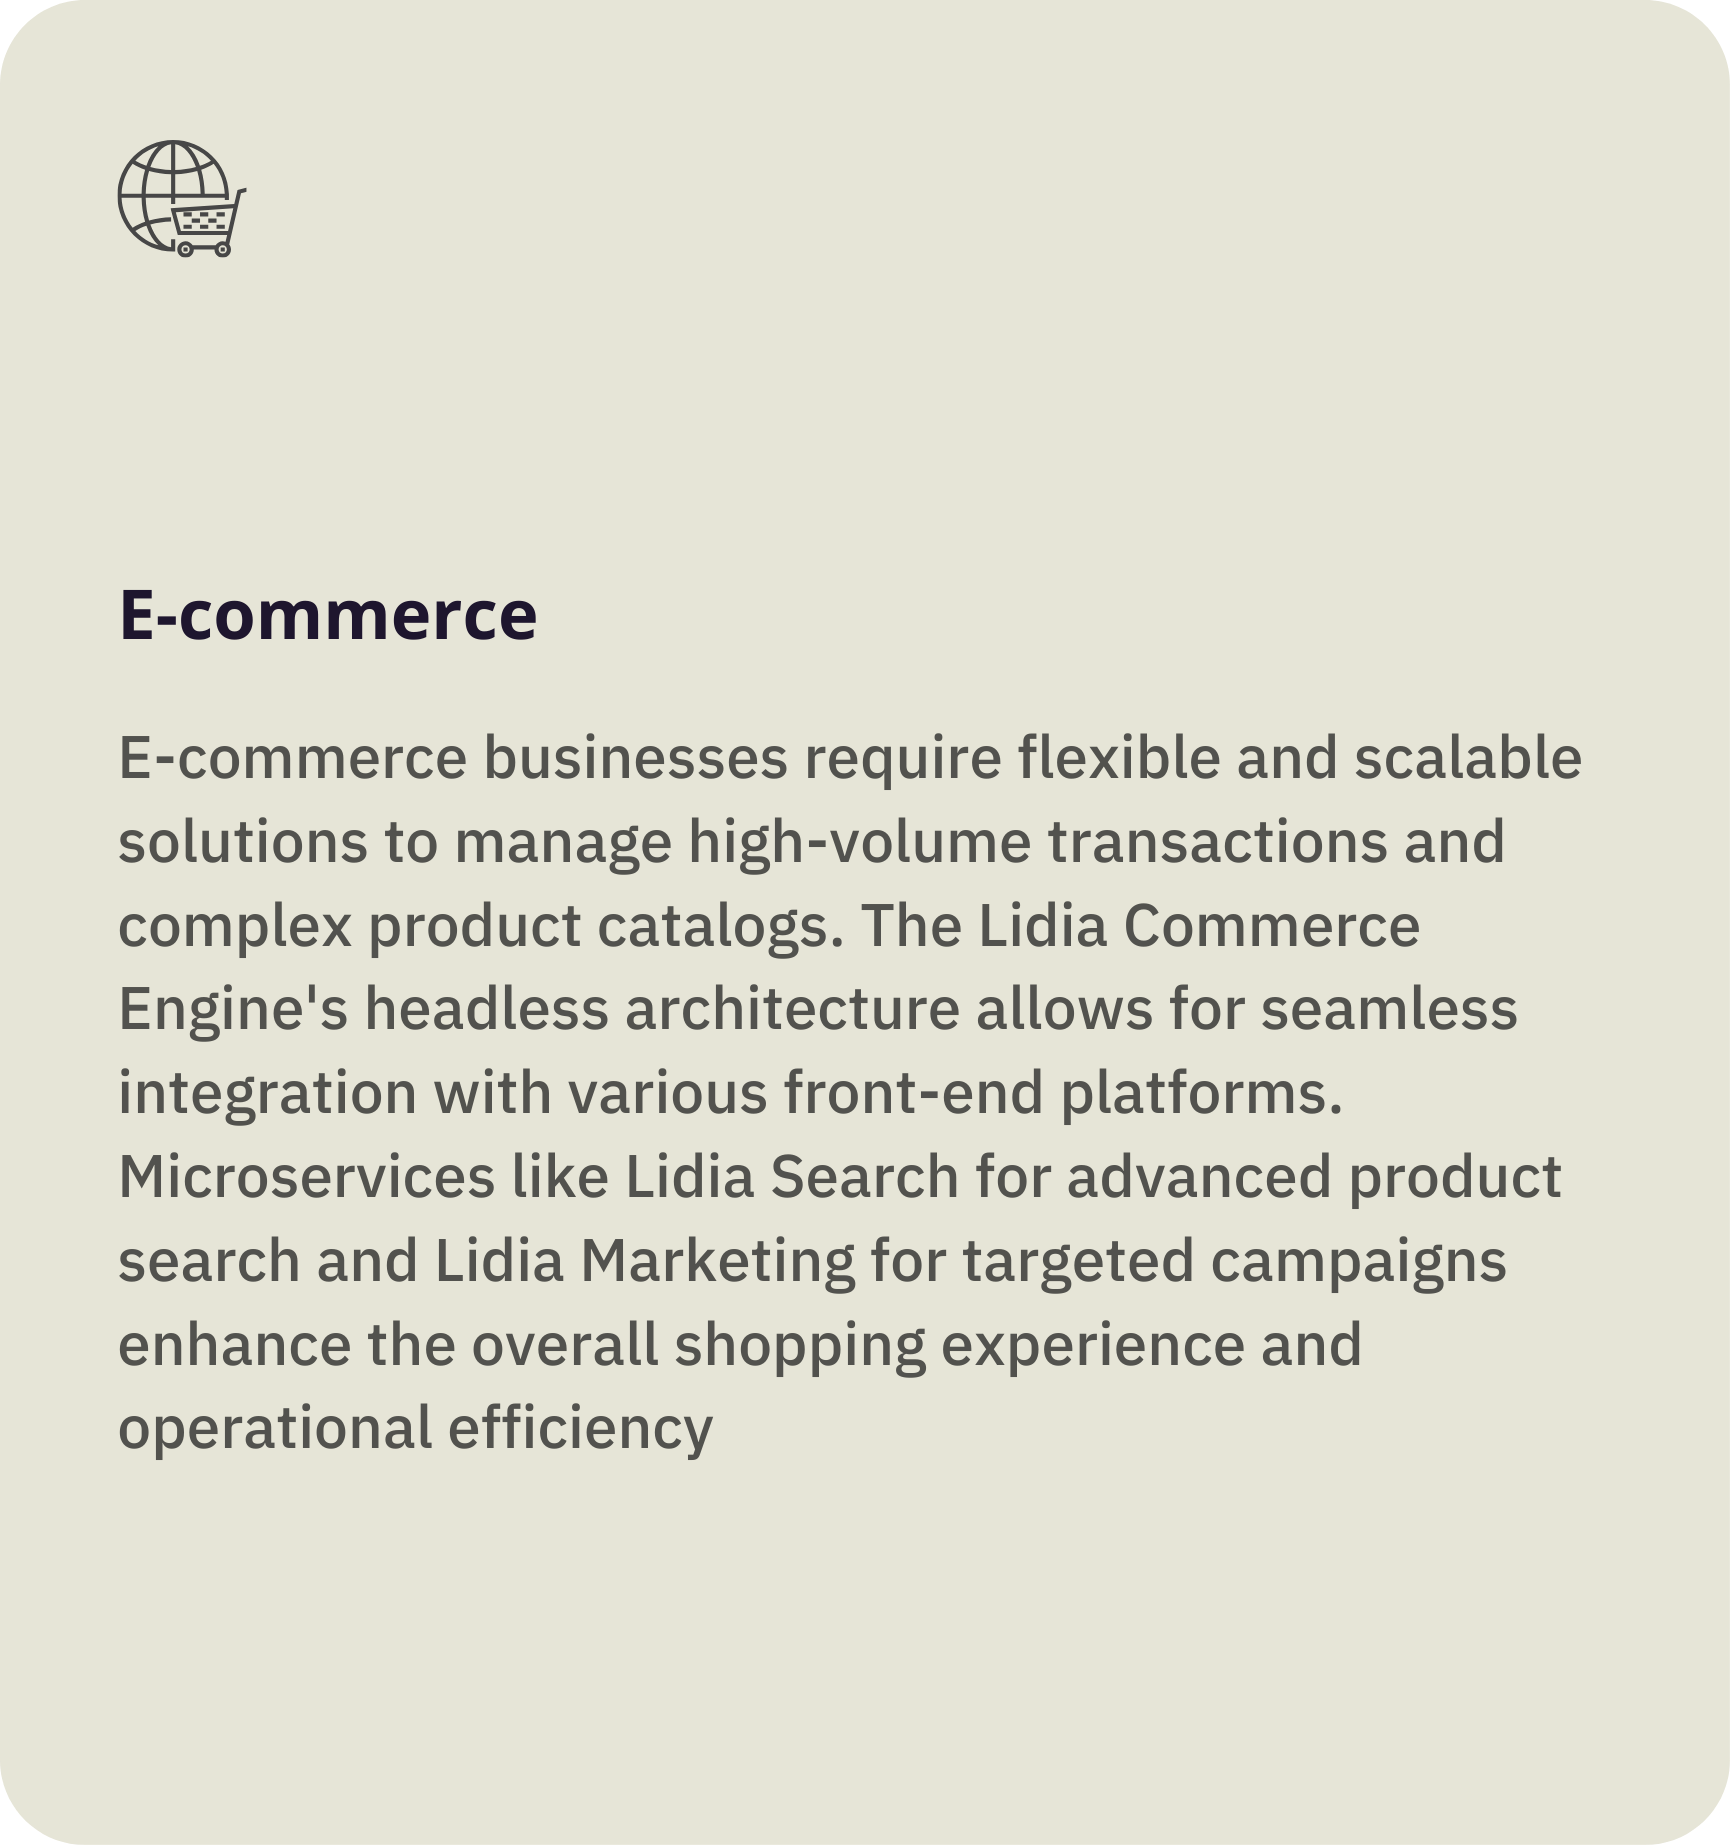 E-commerce
E-commerce businesses require flexible and scalable
solutions to manage high-volume transactions and
complex product catalogs. The Lidia Commerce
Engine's headless architecture allows for seamless
integration with various front-end platforms.
Microservices like Lidia Search for advanced product
search and Lidia Marketing for targeted campaigns
enhance the overall shopping experience and
operational efficiency